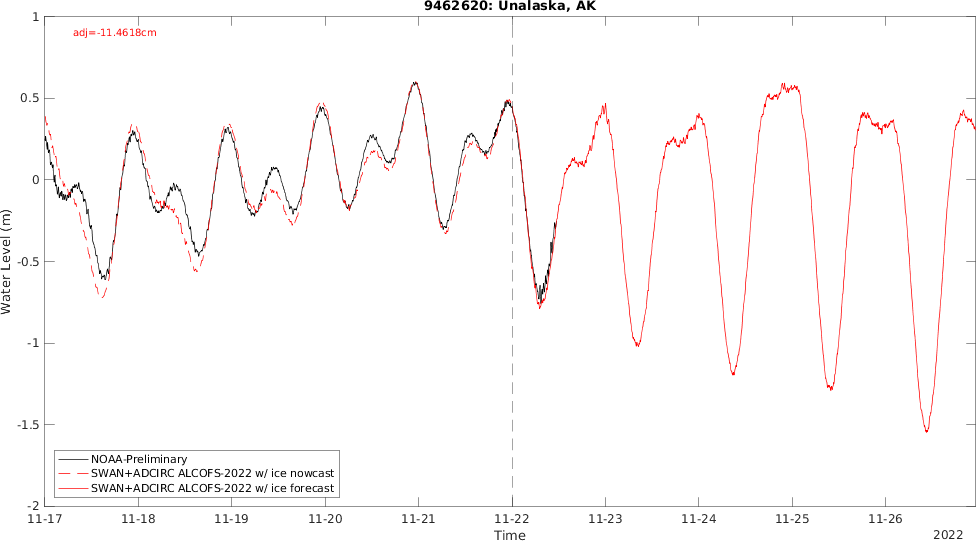 9462620: Unalaska, AK
adj=-11.4618cm
1
0.5
0
-0.5
-1
-1.5
-2
Water Level (m)
NOAA-Preliminary
SWAN+ADCIRC ALCOFS-2022 w/ ice nowcast
SWAN+ADCIRC ALCOFS-2022 w/ ice forecast
11-17 11-18 11-19 11-20 11-21 11-22 11-23 11-24 11-25 11-26
Time
2022